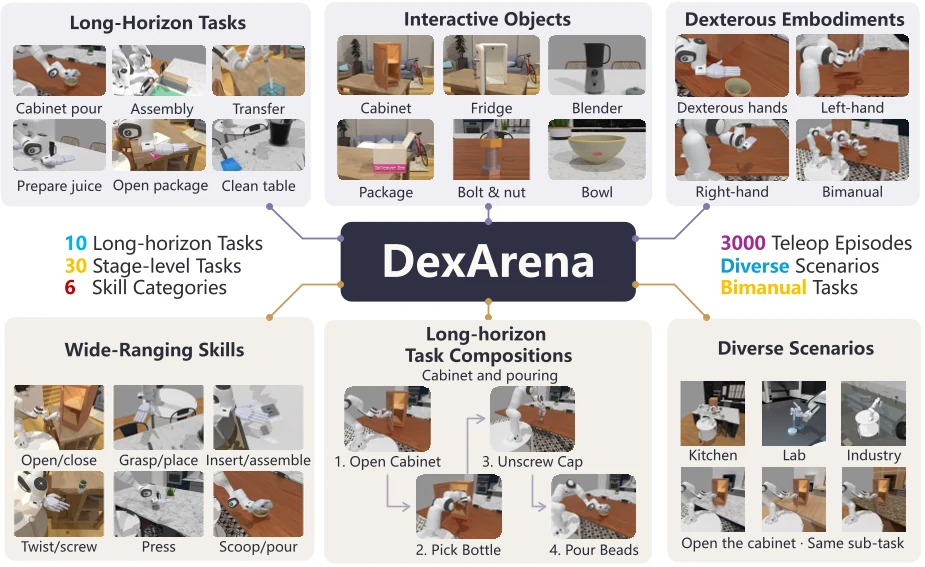 Long-Horizon Tasks
Cabinet pour
Assembly
Transfer
Prepare juice
Open package
Clean table
Interactive Objects
Cabinet
Fridge
Blender
Package
Bolt & nut
Bowl
Dexterous Embodiments
Dexterous hands
Left-hand
Right-hand
Bimanual
10 Long-horizon Tasks
30 Stage-level Tasks
6 Skill Categories
DexArena
3000 Teleop Episodes
Diverse Scenarios
Bimanual Tasks
Wide-Ranging Skills
Open/close
Grasp/place
Insert/assemble
Twist/screw
Press
Scoop/pour
Long-horizon
Task Compositions
Cabinet and pouring
1. Open Cabinet
3. Unscrew Cap
2. Pick Bottle
4. Pour Beads
Diverse Scenarios
Kitchen
Lab
Industry
Open the cabinet · Same sub-task